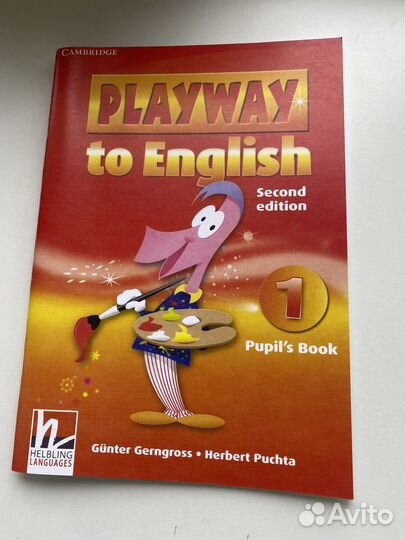 CAMBRIDGE
PLAYWAY
to English
Second
edition
1
Pupil's Book
Günter Gerngross • Herbert Puchta
HELBLING
LANGUAGES
Avito